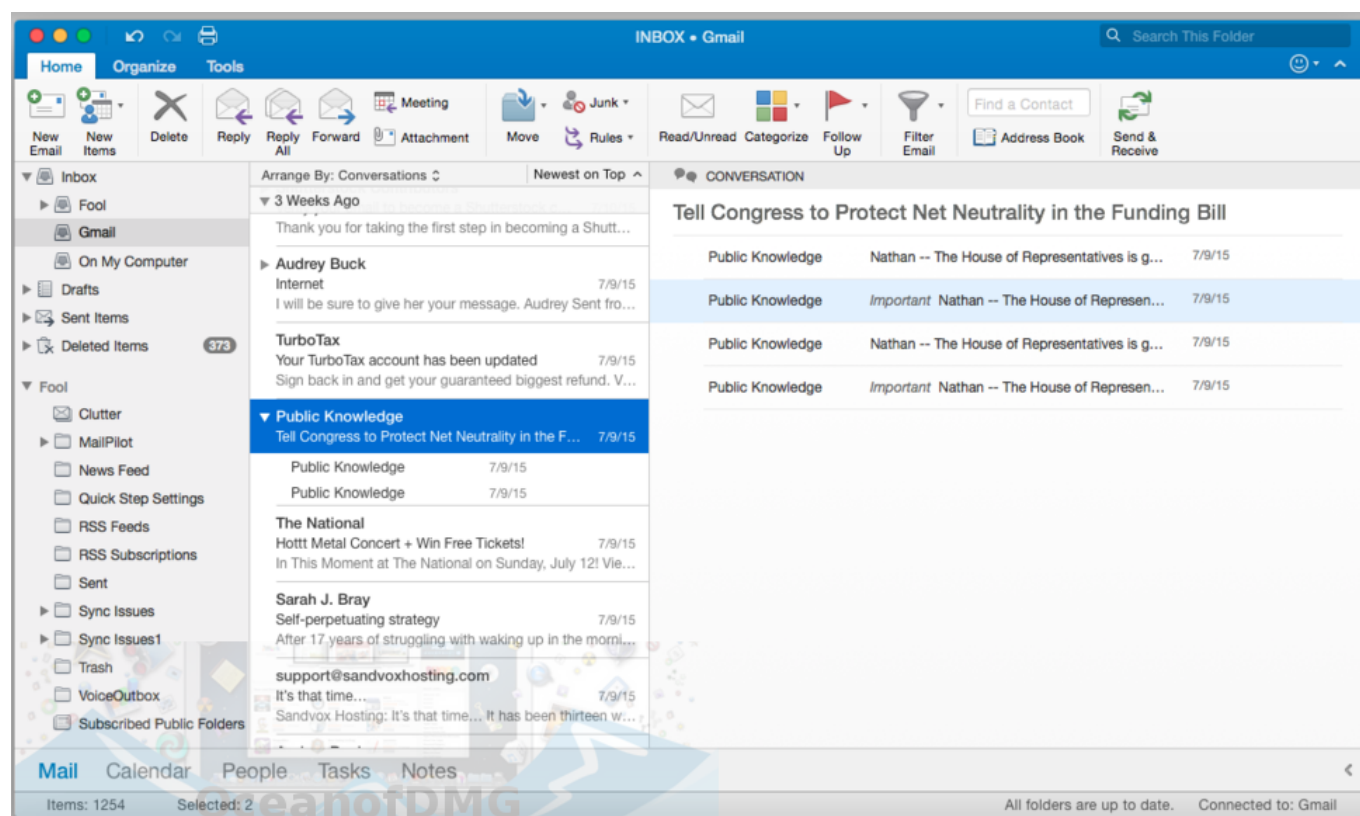 INBOX • Gmail
Search This Folder
Home Organize Tools
New Email
New Items
Delete
Reply
Reply All
Forward
Meeting
Attachment
Move
Junk
Rules
Read/Unread
Categorize
Follow Up
Filter Email
Find a Contact
Address Book
Send & Receive
Inbox
Fool
Gmail
On My Computer
Drafts
Sent Items
Deleted Items 373
Fool
Clutter
MailPilot
News Feed
Quick Step Settings
RSS Feeds
RSS Subscriptions
Sent
Sync Issues
Sync Issues1
Trash
VoiceOutbox
Subscribed Public Folders
Arrange By: Conversations Newest on Top
3 Weeks Ago
Thank you for taking the first step in becoming a Shutt...
Audrey Buck
Internet 7/9/15
I will be sure to give her your message. Audrey Sent fro...
TurboTax
Your TurboTax account has been updated 7/9/15
Sign back in and get your guaranteed biggest refund. V...
Public Knowledge
Tell Congress to Protect Net Neutrality in the F... 7/9/15
Public Knowledge 7/9/15
Public Knowledge 7/9/15
The National
Hottt Metal Concert + Win Free Tickets! 7/9/15
In This Moment at The National on Sunday, July 12! Vie...
Sarah J. Bray
Self-perpetuating strategy 7/9/15
After 17 years of struggling with waking up in the morni...
support@sandvoxhosting.com
It's that time... 7/9/15
Sandvox Hosting: It's that time... It has been thirteen w...
CONVERSATION
Tell Congress to Protect Net Neutrality in the Funding Bill
Public Knowledge Nathan -- The House of Representatives is g... 7/9/15
Public Knowledge Important Nathan -- The House of Represen... 7/9/15
Public Knowledge Nathan -- The House of Representatives is g... 7/9/15
Public Knowledge Important Nathan -- The House of Represen... 7/9/15
Mail Calendar People Tasks Notes
Items: 1254 Selected: 2 All folders are up to date. Connected to: Gmail
OceanofDMG